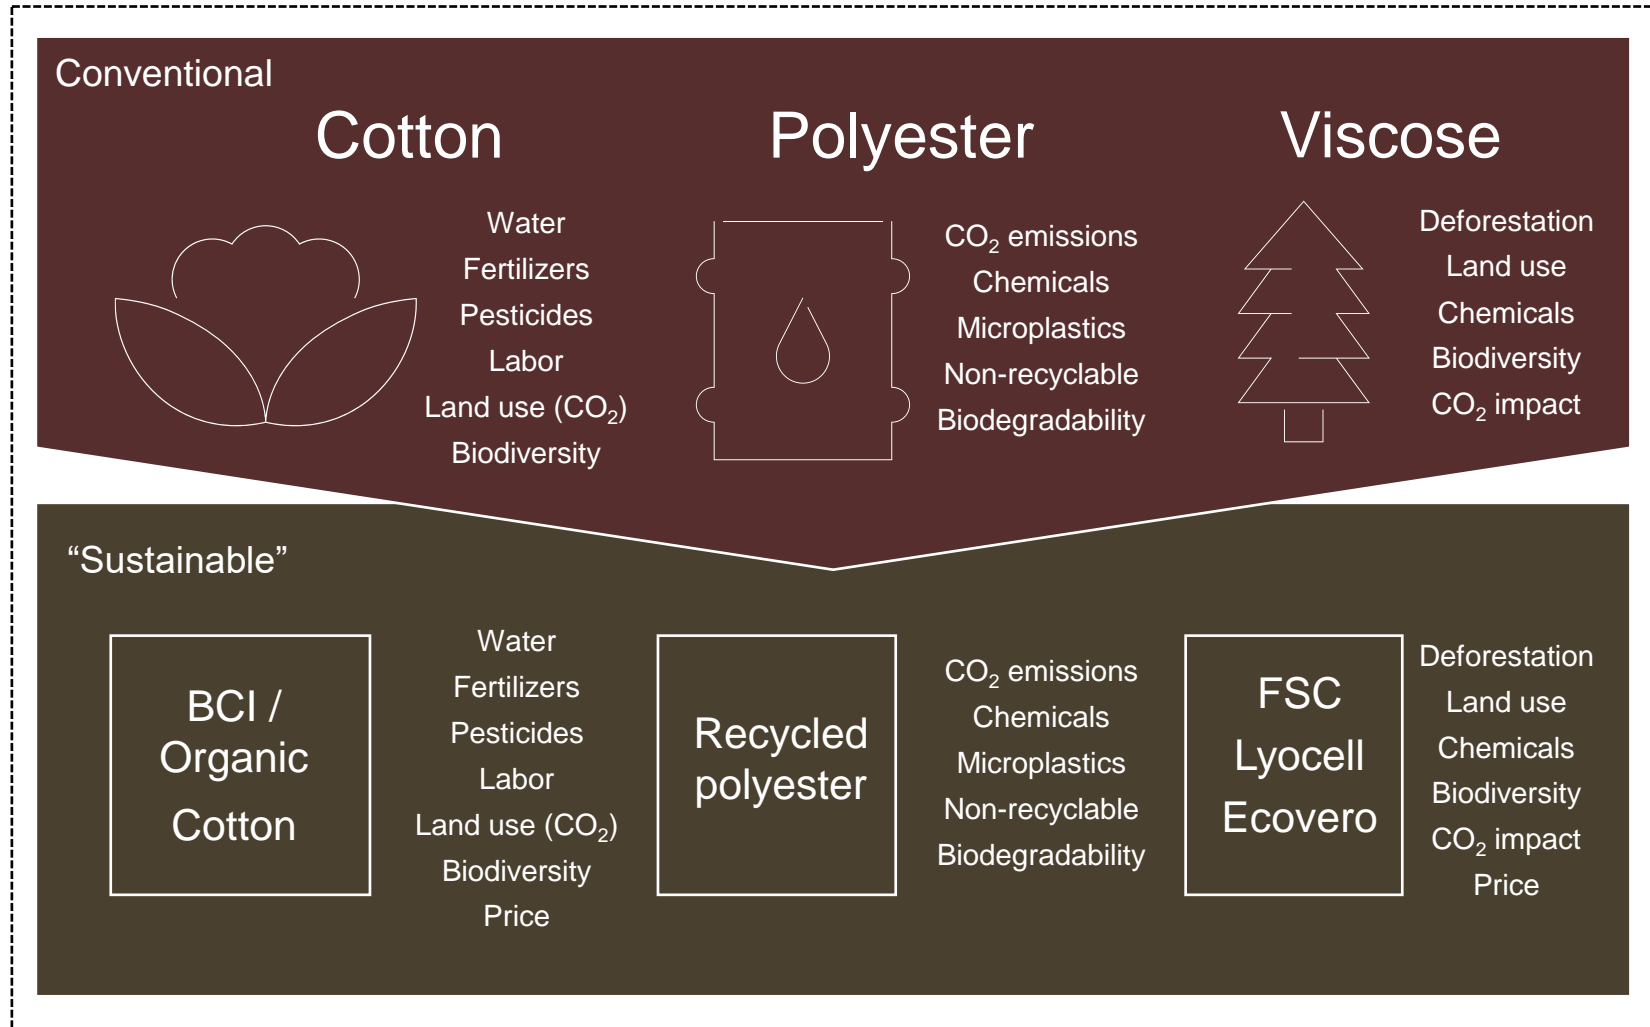 Conventional
Cotton
Water
Fertilizers
Pesticides
Labor
Land use (CO₂)
Biodiversity
Polyester
CO₂ emissions
Chemicals
Microplastics
Non-recyclable
Biodegradability
Viscose
Deforestation
Land use
Chemicals
Biodiversity
CO₂ impact
“Sustainable”
BCI /
Organic
Cotton
Water
Fertilizers
Pesticides
Labor
Land use (CO₂)
Biodiversity
Price
Recycled
polyester
CO₂ emissions
Chemicals
Microplastics
Non-recyclable
Biodegradability
FSC
Lyocell
Ecovero
Deforestation
Land use
Chemicals
Biodiversity
CO₂ impact
Price